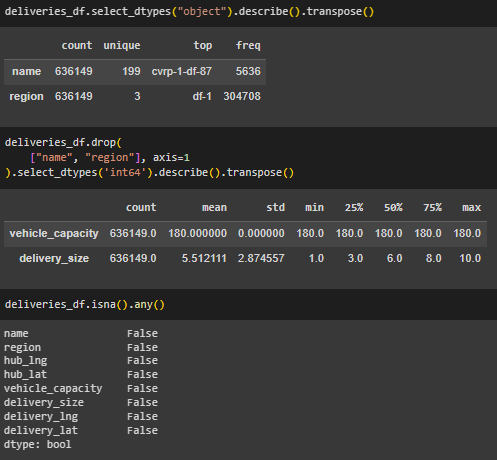 deliveries_df.select_dtypes("object").describe().transpose()
count unique top freq
name 636149 199 cvrp-1-df-87 5636
region 636149 3 df-1 304708
deliveries_df.drop(
["name", "region"], axis=1
).select_dtypes('int64').describe().transpose()
count mean std min 25% 50% 75% max
vehicle_capacity 636149.0 180.000000 0.000000 180.0 180.0 180.0 180.0 180.0
delivery_size 636149.0 5.512111 2.874557 1.0 3.0 6.0 8.0 10.0
deliveries_df.isna().any()
name False
region False
hub_lng False
hub_lat False
vehicle_capacity False
delivery_size False
delivery_lng False
delivery_lat False
dtype: bool